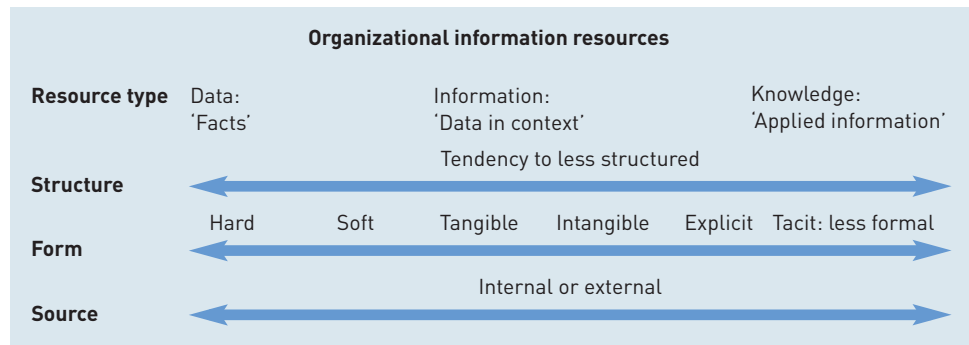 Organizational information resources
Resource type Data: Information: Knowledge:
'Facts' 'Data in context' 'Applied information'
Tendency to less structured
Structure
Hard Soft Tangible Intangible Explicit Tacit: less formal
Form
Internal or external
Source